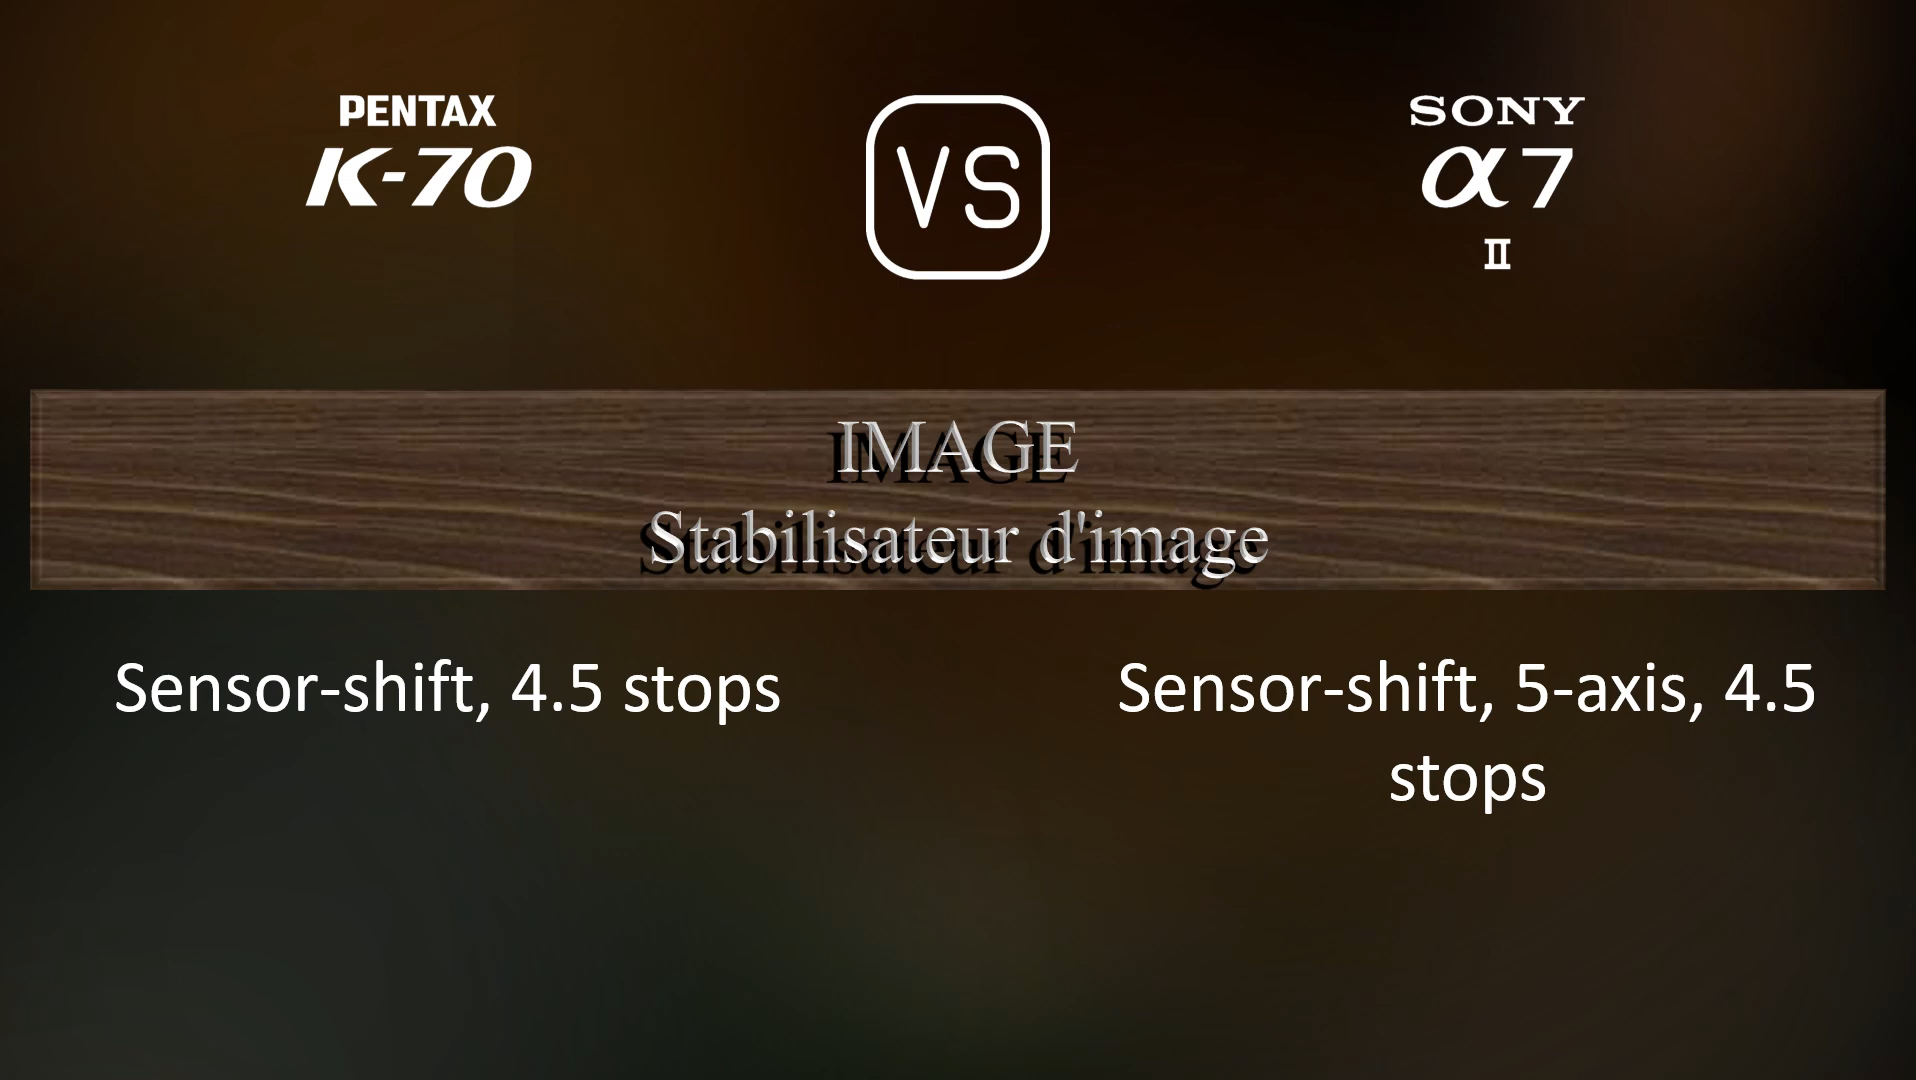 PENTAX
K-70
VS
SONY
α7
II
IMAGE
Stabilisateur d'image
Sensor-shift, 4.5 stops
Sensor-shift, 5-axis, 4.5
stops